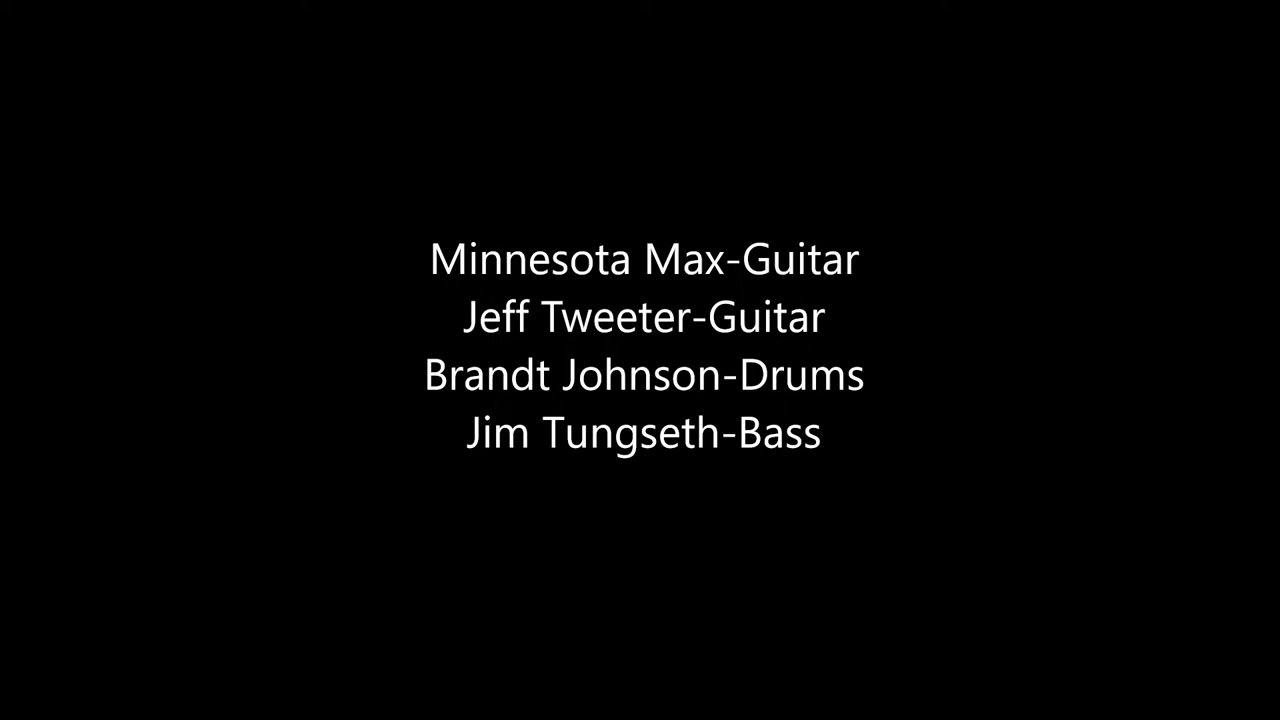 Minnesota Max-Guitar
Jeff Tweeter-Guitar
Brandt Johnson-Drums
Jim Tungseth-Bass